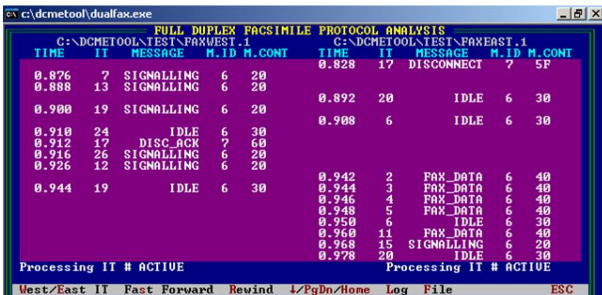 c:\dcmetool\dualfax.exe
FULL DUPLEX FACSIMILE PROTOCOL ANALYSIS
C:\DCMETOOL\TEST\FAXWEST.1 C:\DCMETOOL\TEST\FAXEAST.1
TIME IT MESSAGE M.ID M.CONT TIME IT MESSAGE M.ID M.CONT
0.828 17 DISCONNECT 7 5F
0.876 7 SIGNALLING 6 20
0.888 13 SIGNALLING 6 20
0.892 20 IDLE 6 30
0.900 19 SIGNALLING 6 20
0.908 6 IDLE 6 30
0.910 24 IDLE 6 30
0.912 17 DISC_ACK 7 60
0.916 26 SIGNALLING 6 20
0.926 12 SIGNALLING 6 20
0.942 2 FAX_DATA 6 40
0.944 19 IDLE 6 30 0.944 3 FAX_DATA 6 40
0.946 4 FAX_DATA 6 40
0.948 5 FAX_DATA 6 40
0.950 6 IDLE 6 30
0.960 11 FAX_DATA 6 40
0.968 15 SIGNALLING 6 20
0.978 20 IDLE 6 30
Processing IT # ACTIVE Processing IT # ACTIVE
West/East IT Fast Forward Rewind ↓/PgDn/Home Log File ESC